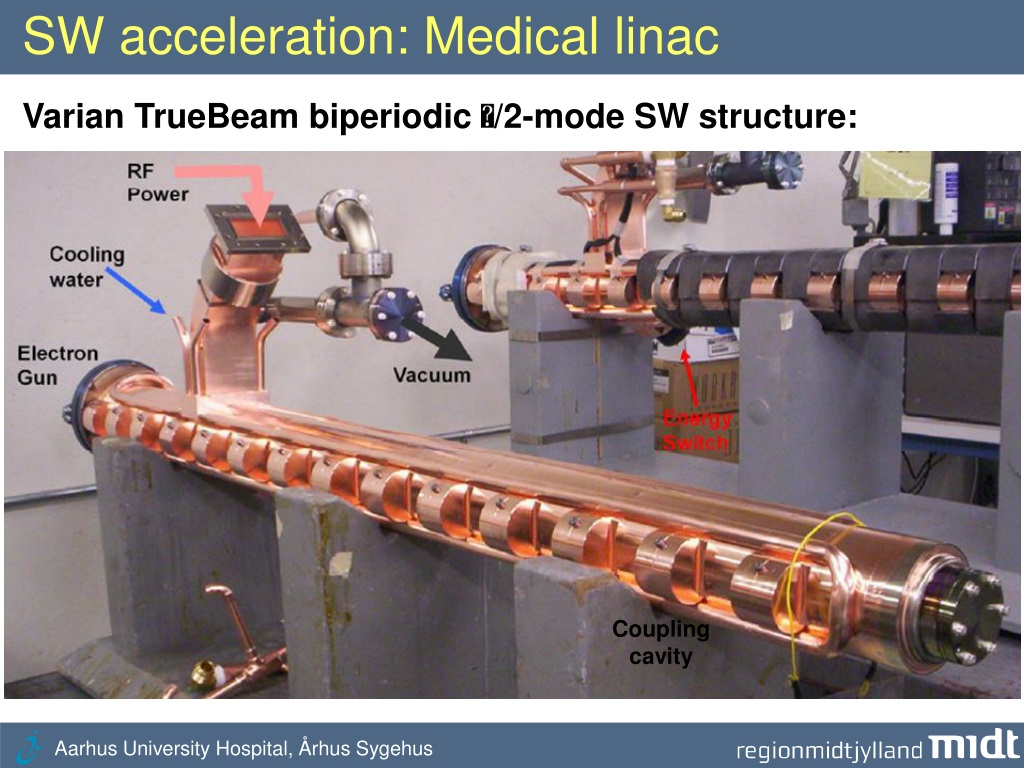 SW acceleration: Medical linac
Varian TrueBeam biperiodic /2-mode SW structure:
RF
Power
Cooling
water
Electron
Gun
Vacuum
Energy
Switch
Coupling
cavity
Aarhus University Hospital, Århus Sygehus
regionmidtjylland midt